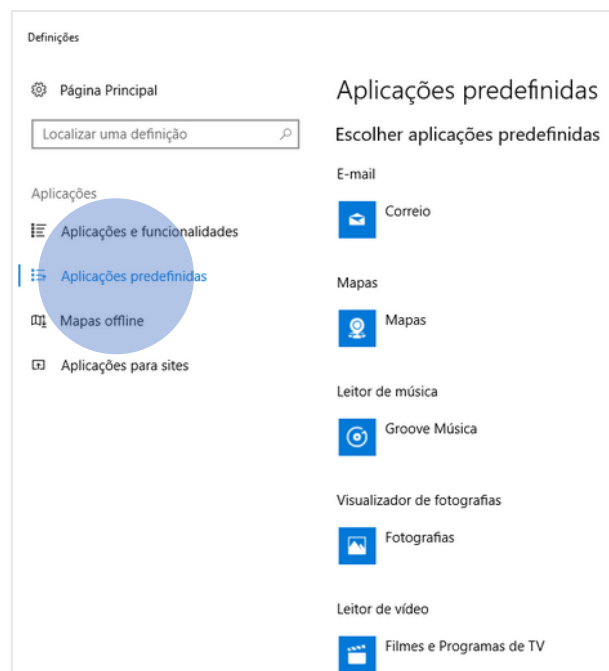 Definições
Página Principal
Localizar uma definição
Aplicações
Aplicações e funcionalidades
Aplicações predefinidas
Mapas offline
Aplicações para sites
Aplicações predefinidas
Escolher aplicações predefinidas
E-mail
Correio
Mapas
Mapas
Leitor de música
Groove Música
Visualizador de fotografias
Fotografias
Leitor de vídeo
Filmes e Programas de TV